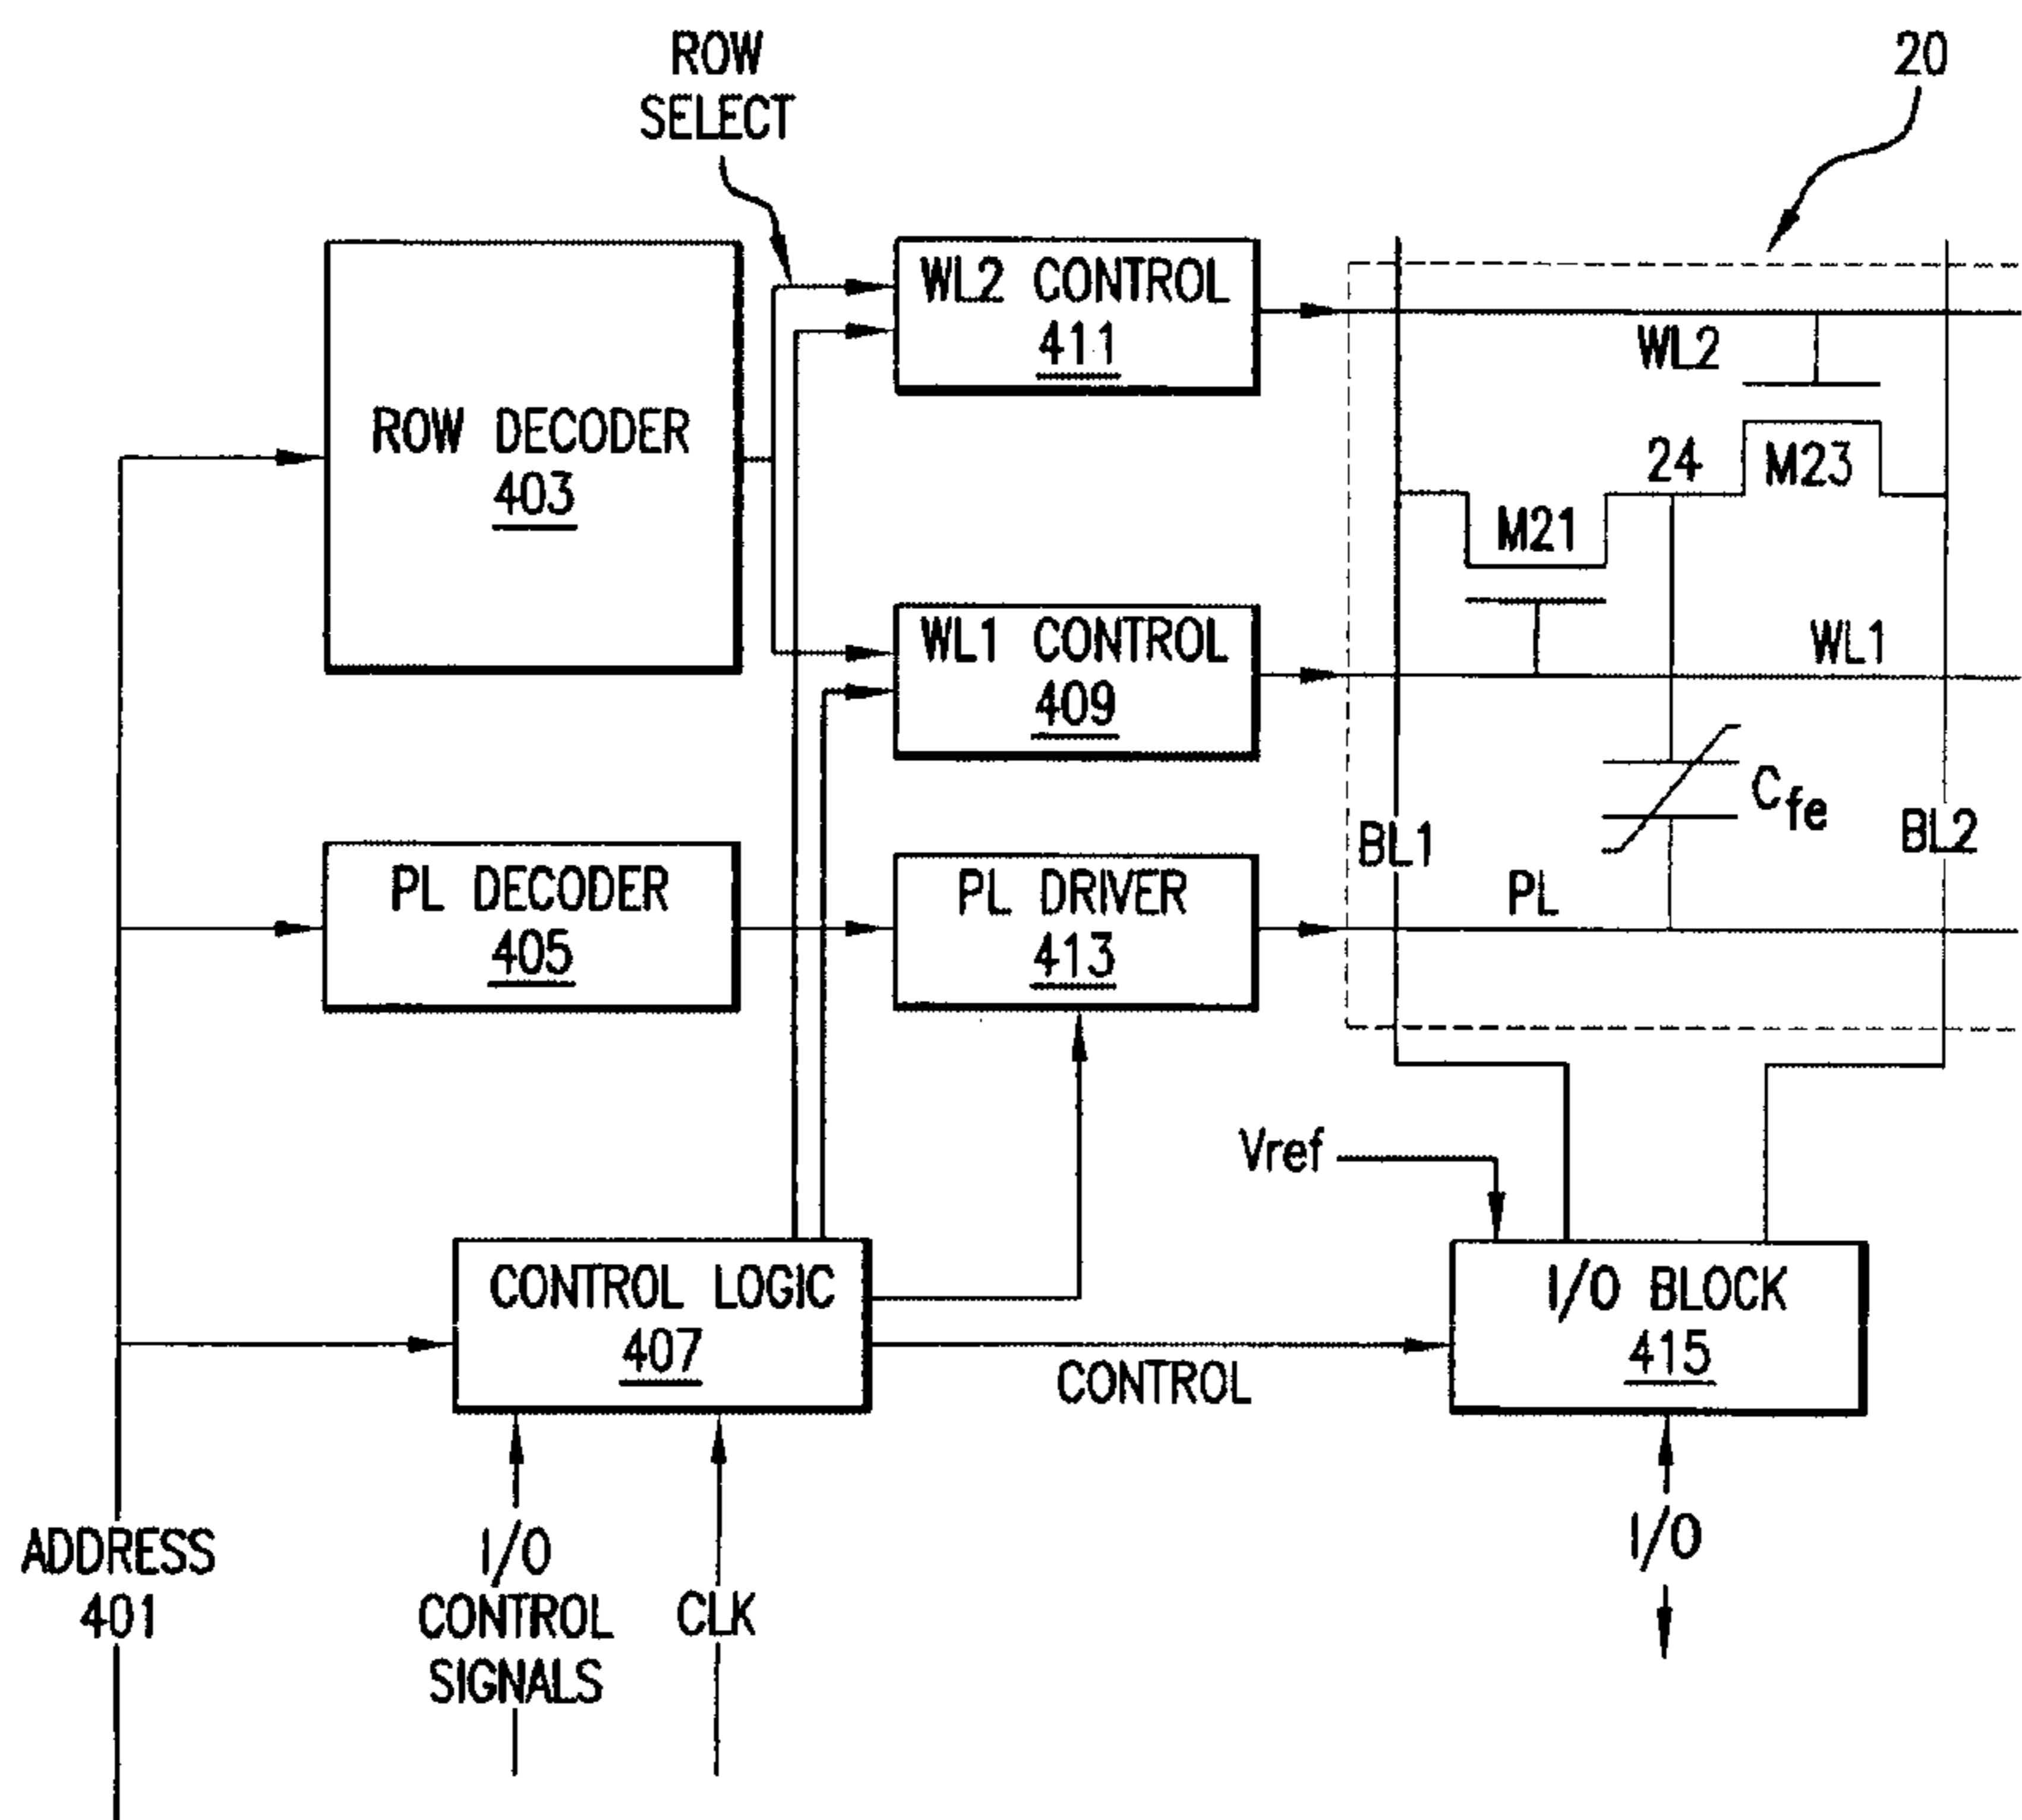 ROW
SELECT
20
ROW DECODER
403
WL2 CONTROL
411
WL2
24
M23
M21
WL1 CONTROL
409
WL1
Cfe
BL1
BL2
PL DECODER
405
PL DRIVER
413
PL
Vref
CONTROL LOGIC
407
CONTROL
I/O BLOCK
415
ADDRESS
401
I/O
CONTROL
SIGNALS
CLK
I/O